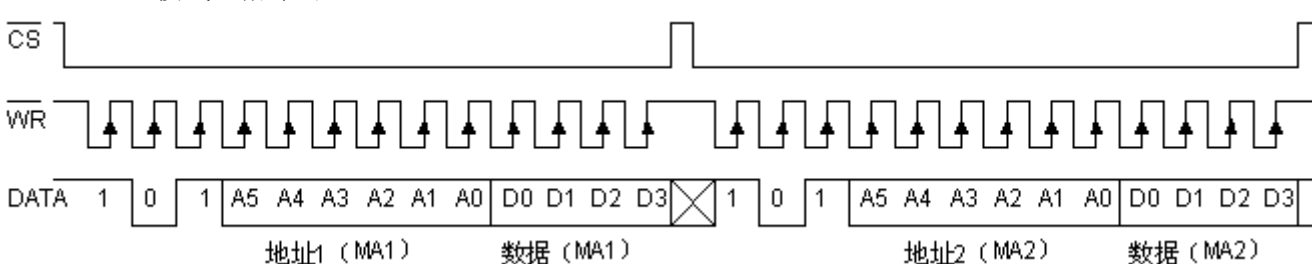 CS
WR
DATA 1 0 1 A5 A4 A3 A2 A1 A0 D0 D1 D2 D3 1 0 1 A5 A4 A3 A2 A1 A0 D0 D1 D2 D3
地址1（MA1） 数据（MA1） 地址2（MA2） 数据（MA2）